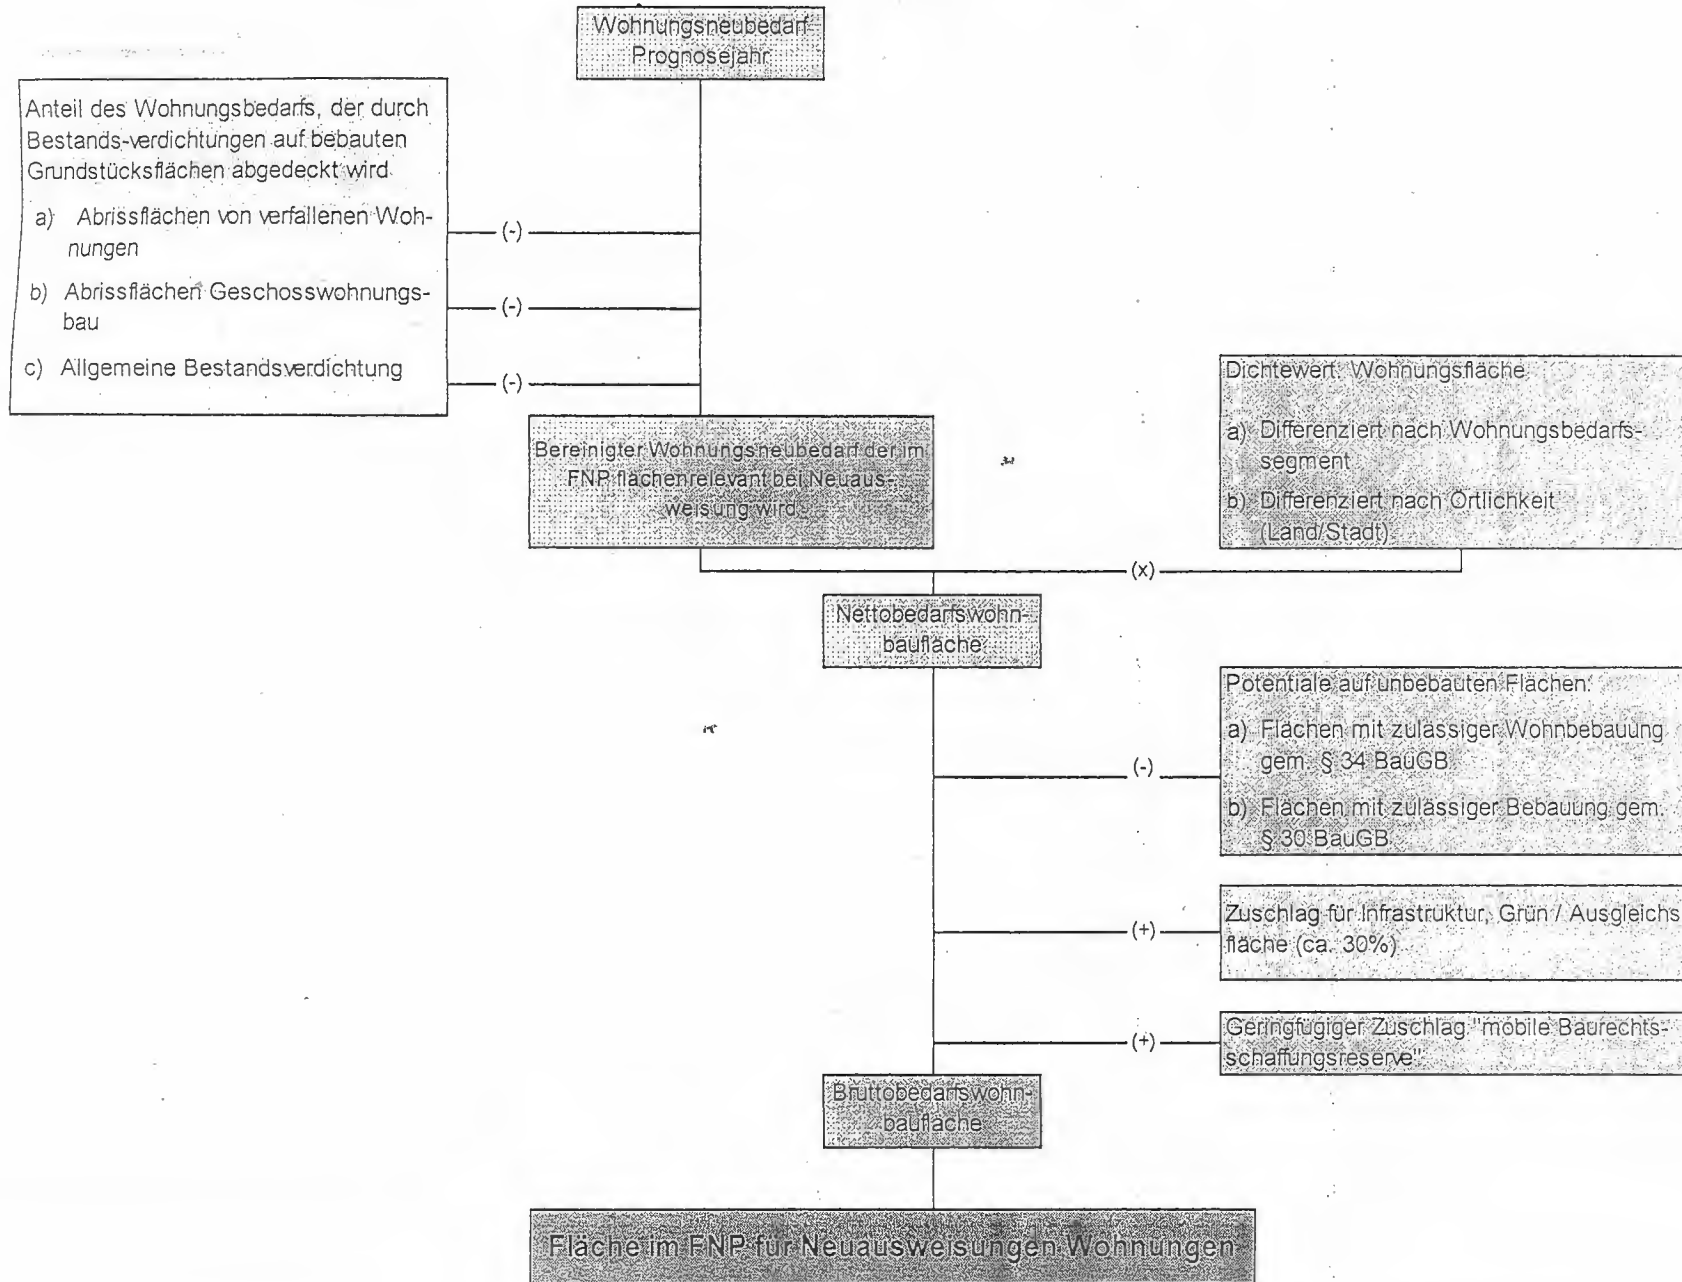 Wohnungsneubedarf
Prognosejahr
Anteil des Wohnungsbedarfs, der durch
Bestands-verdichtungen auf bebauten
Grundstücksflächen abgedeckt wird
a) Abrissflächen von verfallenen Woh-
nungen
(-)
b) Abrissflächen Geschosswohnungs-
bau
(-)
c) Allgemeine Bestandsverdichtung
(-)
Bereinigter Wohnungsneubedarf der im
FNP flächenrelevant bei Neuaus-
weisung wird
Dichtewert: Wohnungsfläche
a) Differenziert nach Wohnungsbedarfs-
segment
b) Differenziert nach Örtlichkeit
(Land/Stadt)
(x)
Nettobedarfswohn-
baufläche
Potentiale auf unbebauten Flächen:
a) Flächen mit zulässiger Wohnbebauung
gem. § 34 BauGB
(-)
b) Flächen mit zulässiger Bebauung gem.
§ 30 BauGB
Zuschlag für Infrastruktur, Grün / Ausgleichs
fläche (ca. 30%)
(+)
Geringfügiger Zuschlag "mobile Baurechts-
schaffungsreserve"
(+)
Bruttobedarfswohn-
baufläche
Fläche im FNP für Neuausweisungen Wohnungen